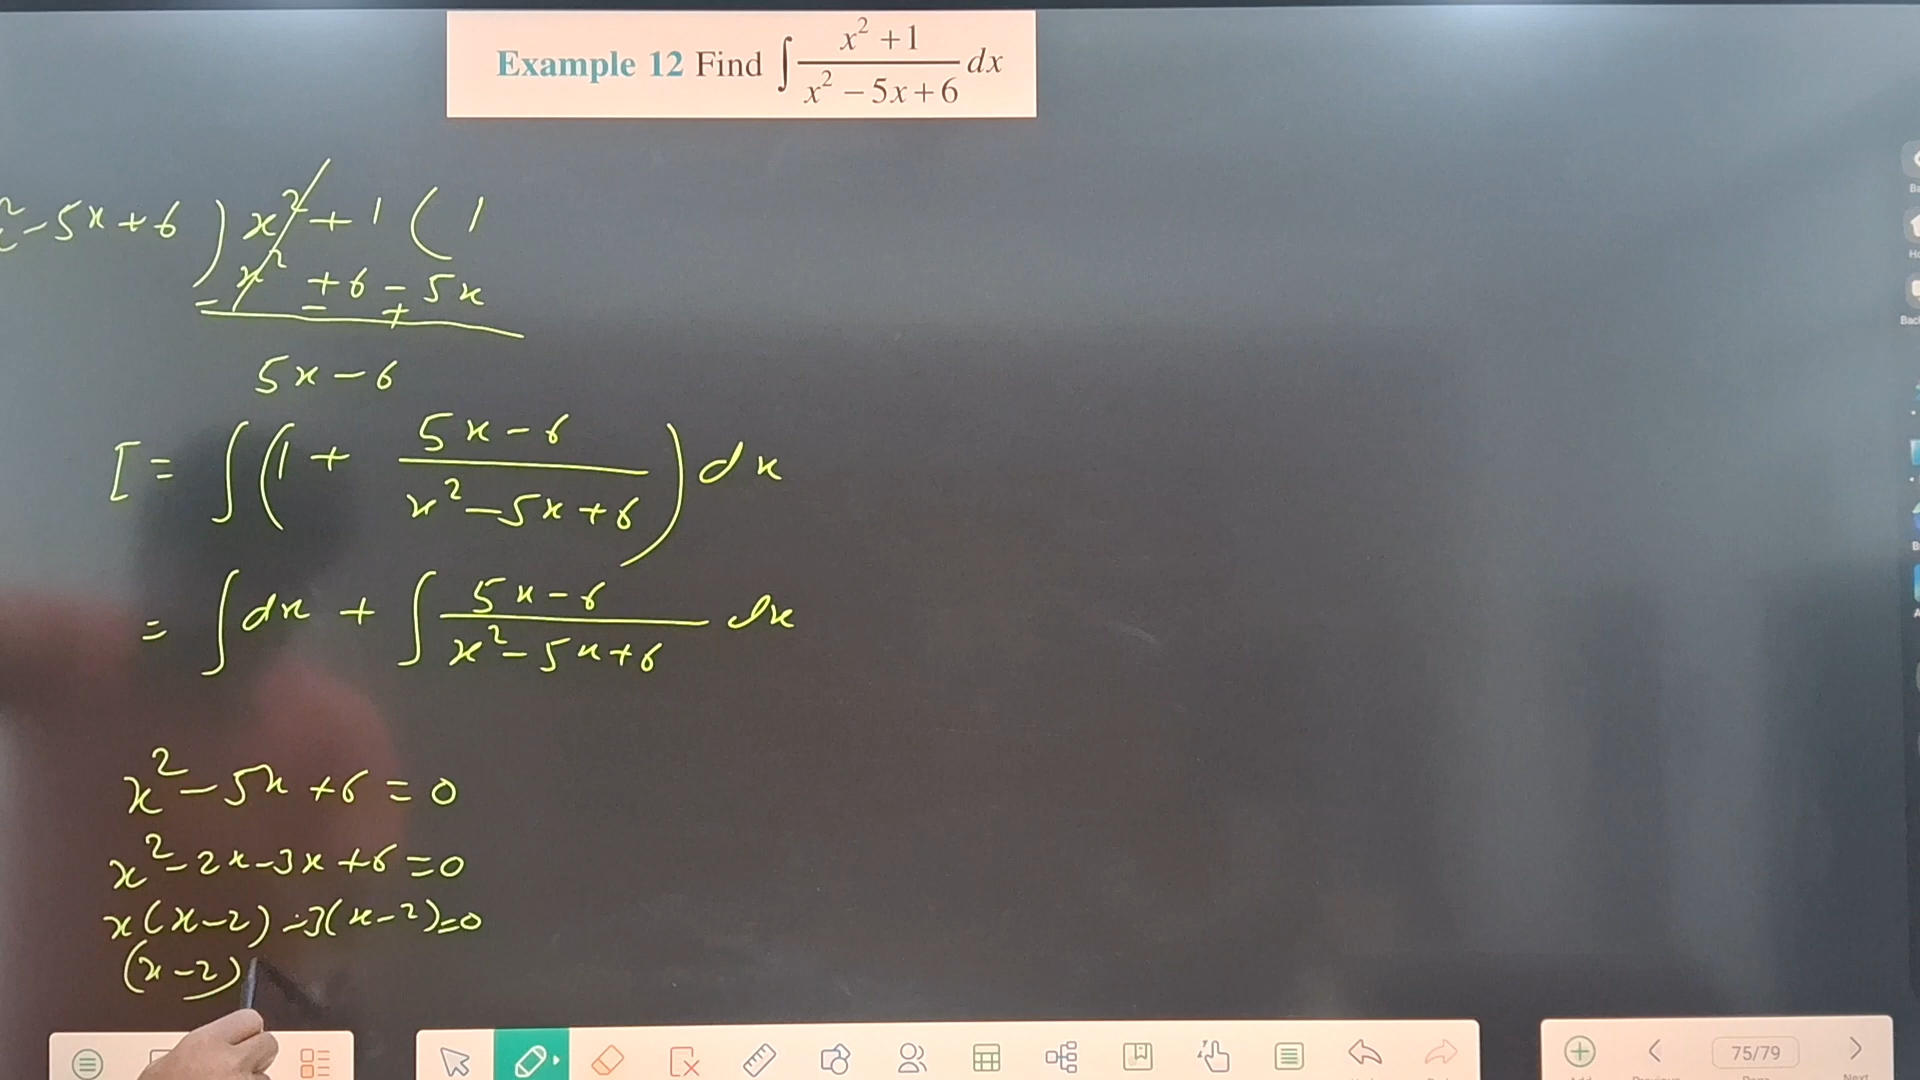 Example 12 Find ∫ (x² + 1)/(x² − 5x + 6) dx
x² − 5x + 6 ) x² + 1 ( 1
x² + 6 − 5x
− − +
5x − 6
I = ∫ (1 + (5x − 6)/(x² − 5x + 6)) dx
= ∫ dx + ∫ (5x − 6)/(x² − 5x + 6) dx
x² − 5x + 6 = 0
x² − 2x − 3x + 6 = 0
x(x − 2) − 3(x − 2) = 0
(x − 2)
75/79